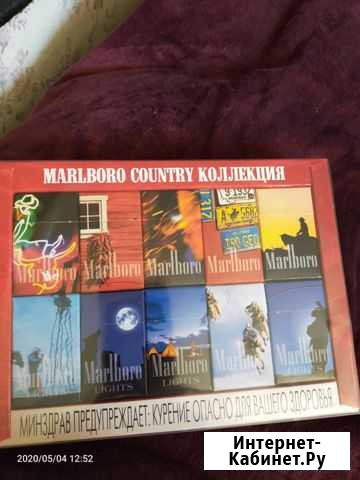 MARLBORO COUNTRY КОЛЛЕКЦИЯ
Marlboro Marlboro Marlboro Marlboro Marlboro
Marlboro Marlboro Marlboro Marlboro Marlboro
LIGHTS LIGHTS
МИНЗДРАВ ПРЕДУПРЕЖДАЕТ: КУРЕНИЕ ОПАСНО ДЛЯ ВАШЕГО ЗДОРОВЬЯ
2020/05/04 12:52
Интернет-
Кабинет.Ру